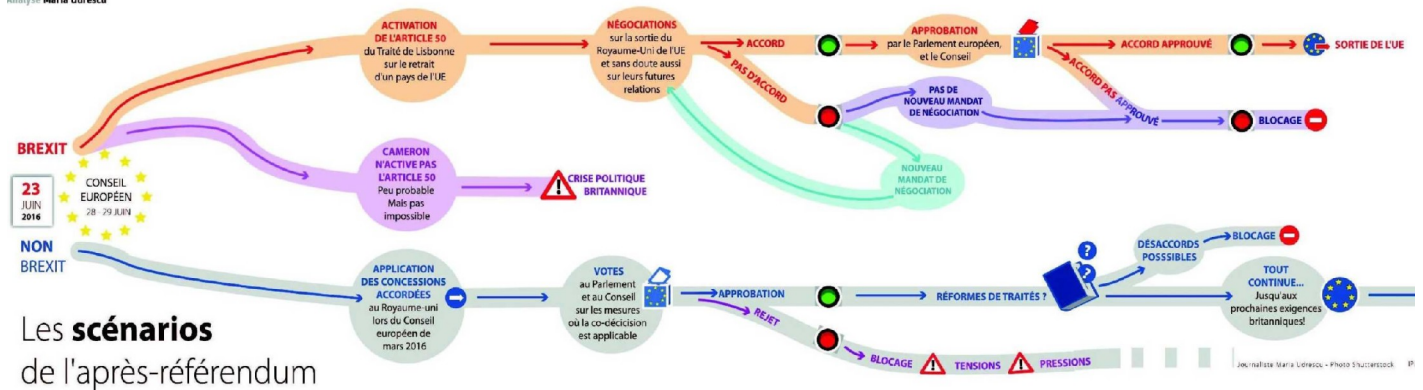 Analyse Maria Udrescu
ACTIVATION
DE L'ARTICLE 50
du Traité de Lisbonne
sur le retrait
d'un pays de l'UE
NÉGOCIATIONS
sur la sortie du
Royaume-Uni de l'UE
et sans doute aussi
sur leurs futures
relations
ACCORD
PAS D'ACCORD
APPROBATION
par le Parlement européen,
et le Conseil
ACCORD APPROUVÉ
SORTIE DE L'UE
ACCORD PAS APPROUVÉ
PAS DE
NOUVEAU MANDAT
DE NÉGOCIATION
BLOCAGE
NOUVEAU
MANDAT DE
NÉGOCIATION
BREXIT
CAMERON
N'ACTIVE PAS
L'ARTICLE 50
Peu probable
Mais pas
impossible
CRISE POLITIQUE
BRITANNIQUE
23
JUIN
2016
CONSEIL
EUROPÉEN
28 - 29 JUIN
NON
BREXIT
APPLICATION
DES CONCESSIONS
ACCORDÉES
au Royaume-uni
lors du Conseil
européen de
mars 2016
VOTES
au Parlement
et au Conseil
sur les mesures
où la co-décicision
est applicable
APPROBATION
REJET
RÉFORMES DE TRAITÉS ?
?
?
DÉSACCORDS
POSSSIBLES
BLOCAGE
TOUT
CONTINUE...
Jusqu'aux
prochaines exigences
britanniques!
BLOCAGE
!
TENSIONS
!
PRESSIONS
Les scénarios
de l'après-référendum
Journaliste Maria Udrescu - Photo Shutterstock